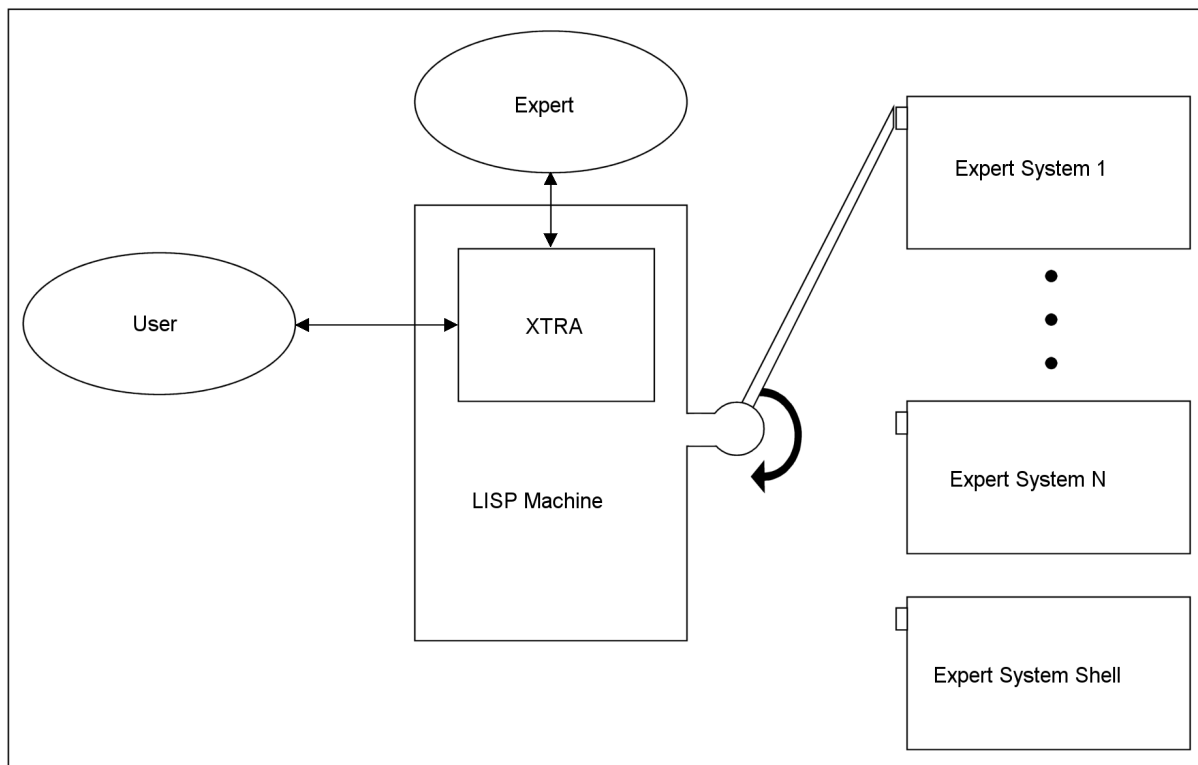 Expert
Expert System 1
User
XTRA
Expert System N
LISP Machine
Expert System Shell